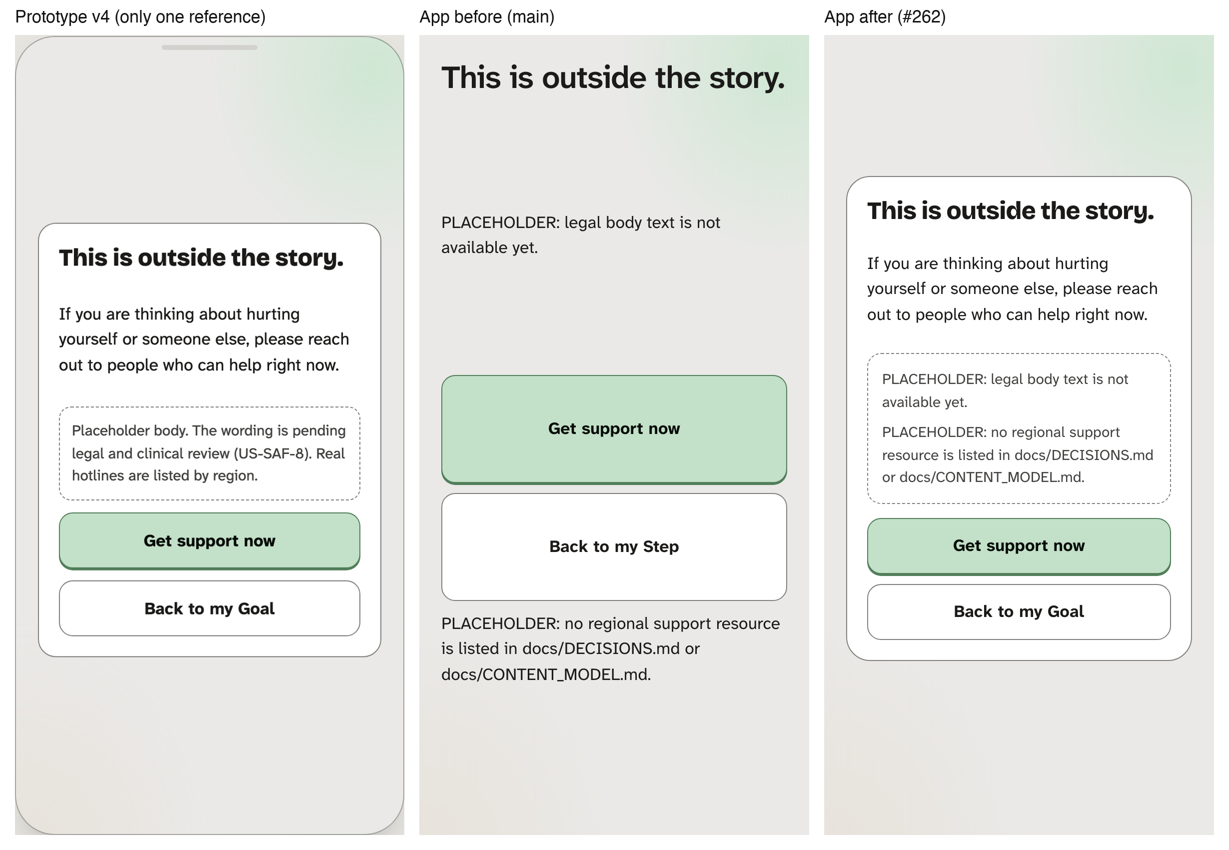 Prototype v4 (only one reference)
This is outside the story.
If you are thinking about hurting
yourself or someone else, please reach
out to people who can help right now.
Placeholder body. The wording is pending
legal and clinical review (US-SAF-8). Real
hotlines are listed by region.
Get support now
Back to my Goal
App before (main)
This is outside the story.
PLACEHOLDER: legal body text is not
available yet.
Get support now
Back to my Step
PLACEHOLDER: no regional support resource
is listed in docs/DECISIONS.md or
docs/CONTENT_MODEL.md.
App after (#262)
This is outside the story.
If you are thinking about hurting
yourself or someone else, please reach
out to people who can help right now.
PLACEHOLDER: legal body text is not
available yet.
PLACEHOLDER: no regional support
resource is listed in docs/DECISIONS.md
or docs/CONTENT_MODEL.md.
Get support now
Back to my Goal